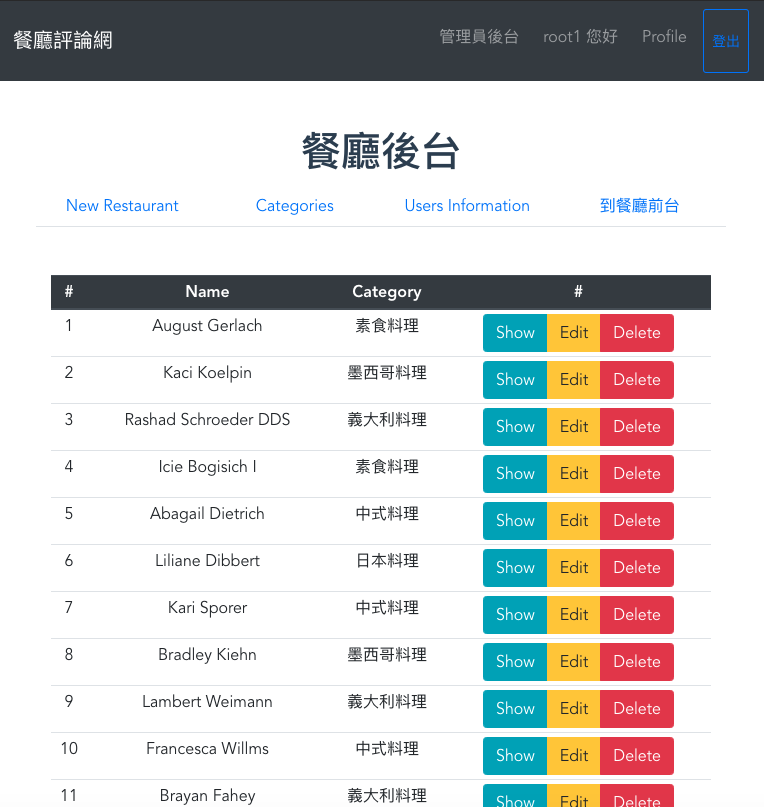 餐廳評論網 管理員後台 root1 您好 Profile 登出
餐廳後台
New Restaurant Categories Users Information 到餐廳前台
# Name Category #
1 August Gerlach 素食料理 Show Edit Delete
2 Kaci Koelpin 墨西哥料理 Show Edit Delete
3 Rashad Schroeder DDS 義大利料理 Show Edit Delete
4 Icie Bogisich I 素食料理 Show Edit Delete
5 Abagail Dietrich 中式料理 Show Edit Delete
6 Liliane Dibbert 日本料理 Show Edit Delete
7 Kari Sporer 中式料理 Show Edit Delete
8 Bradley Kiehn 墨西哥料理 Show Edit Delete
9 Lambert Weimann 義大利料理 Show Edit Delete
10 Francesca Willms 中式料理 Show Edit Delete
11 Brayan Fahey 義大利料理 Show Edit Delete